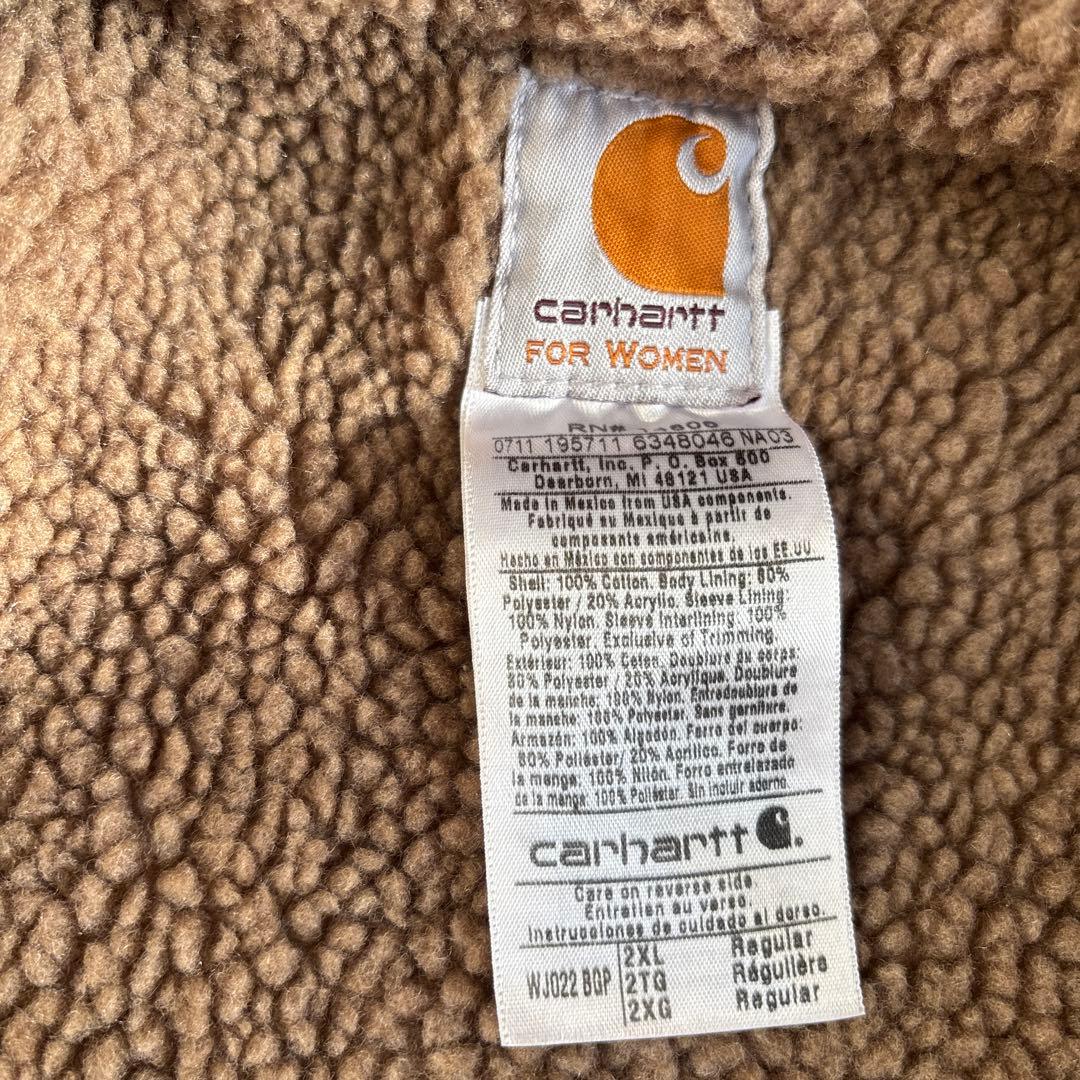 carhartt
FOR WOMEN
RN#
0711 195711 6348046 NA03
Carhartt, Inc. P. O. Box 600
Dearborn, MI 48121 USA
Made in Mexico from USA components.
Fabriqué au Mexique à partir de
composants américains.
Hecho en México con componentes de los EE.UU
Shell: 100% Cotton. Body Lining: 80%
Polyester / 20% Acrylic. Sleeve Lining:
100% Nylon. Sleeve Interlining: 100%
Polyester. Exclusive of Trimming.
Extérieur: 100% Coton. Doublure du corps:
80% Polyester / 20% Acrylique. Doublure
de la manche: 100% Nylon. Entredoublure de
la manche: 100% Polyester. Sans garniture.
Armazón: 100% Algodón. Forro del cuerpo:
80% Poliéster / 20% Acrílico. Forro de
la manga: 100% Nilón. Forro entrelazado
de la manga: 100% Poliéster. Sin incluir adorno.
carhartt
Care on reverse side.
Entretien au verso.
Instrucciones de cuidado al dorso.
WJ022 BGP 2XL Regular
2TG Régulière
2XG Regular